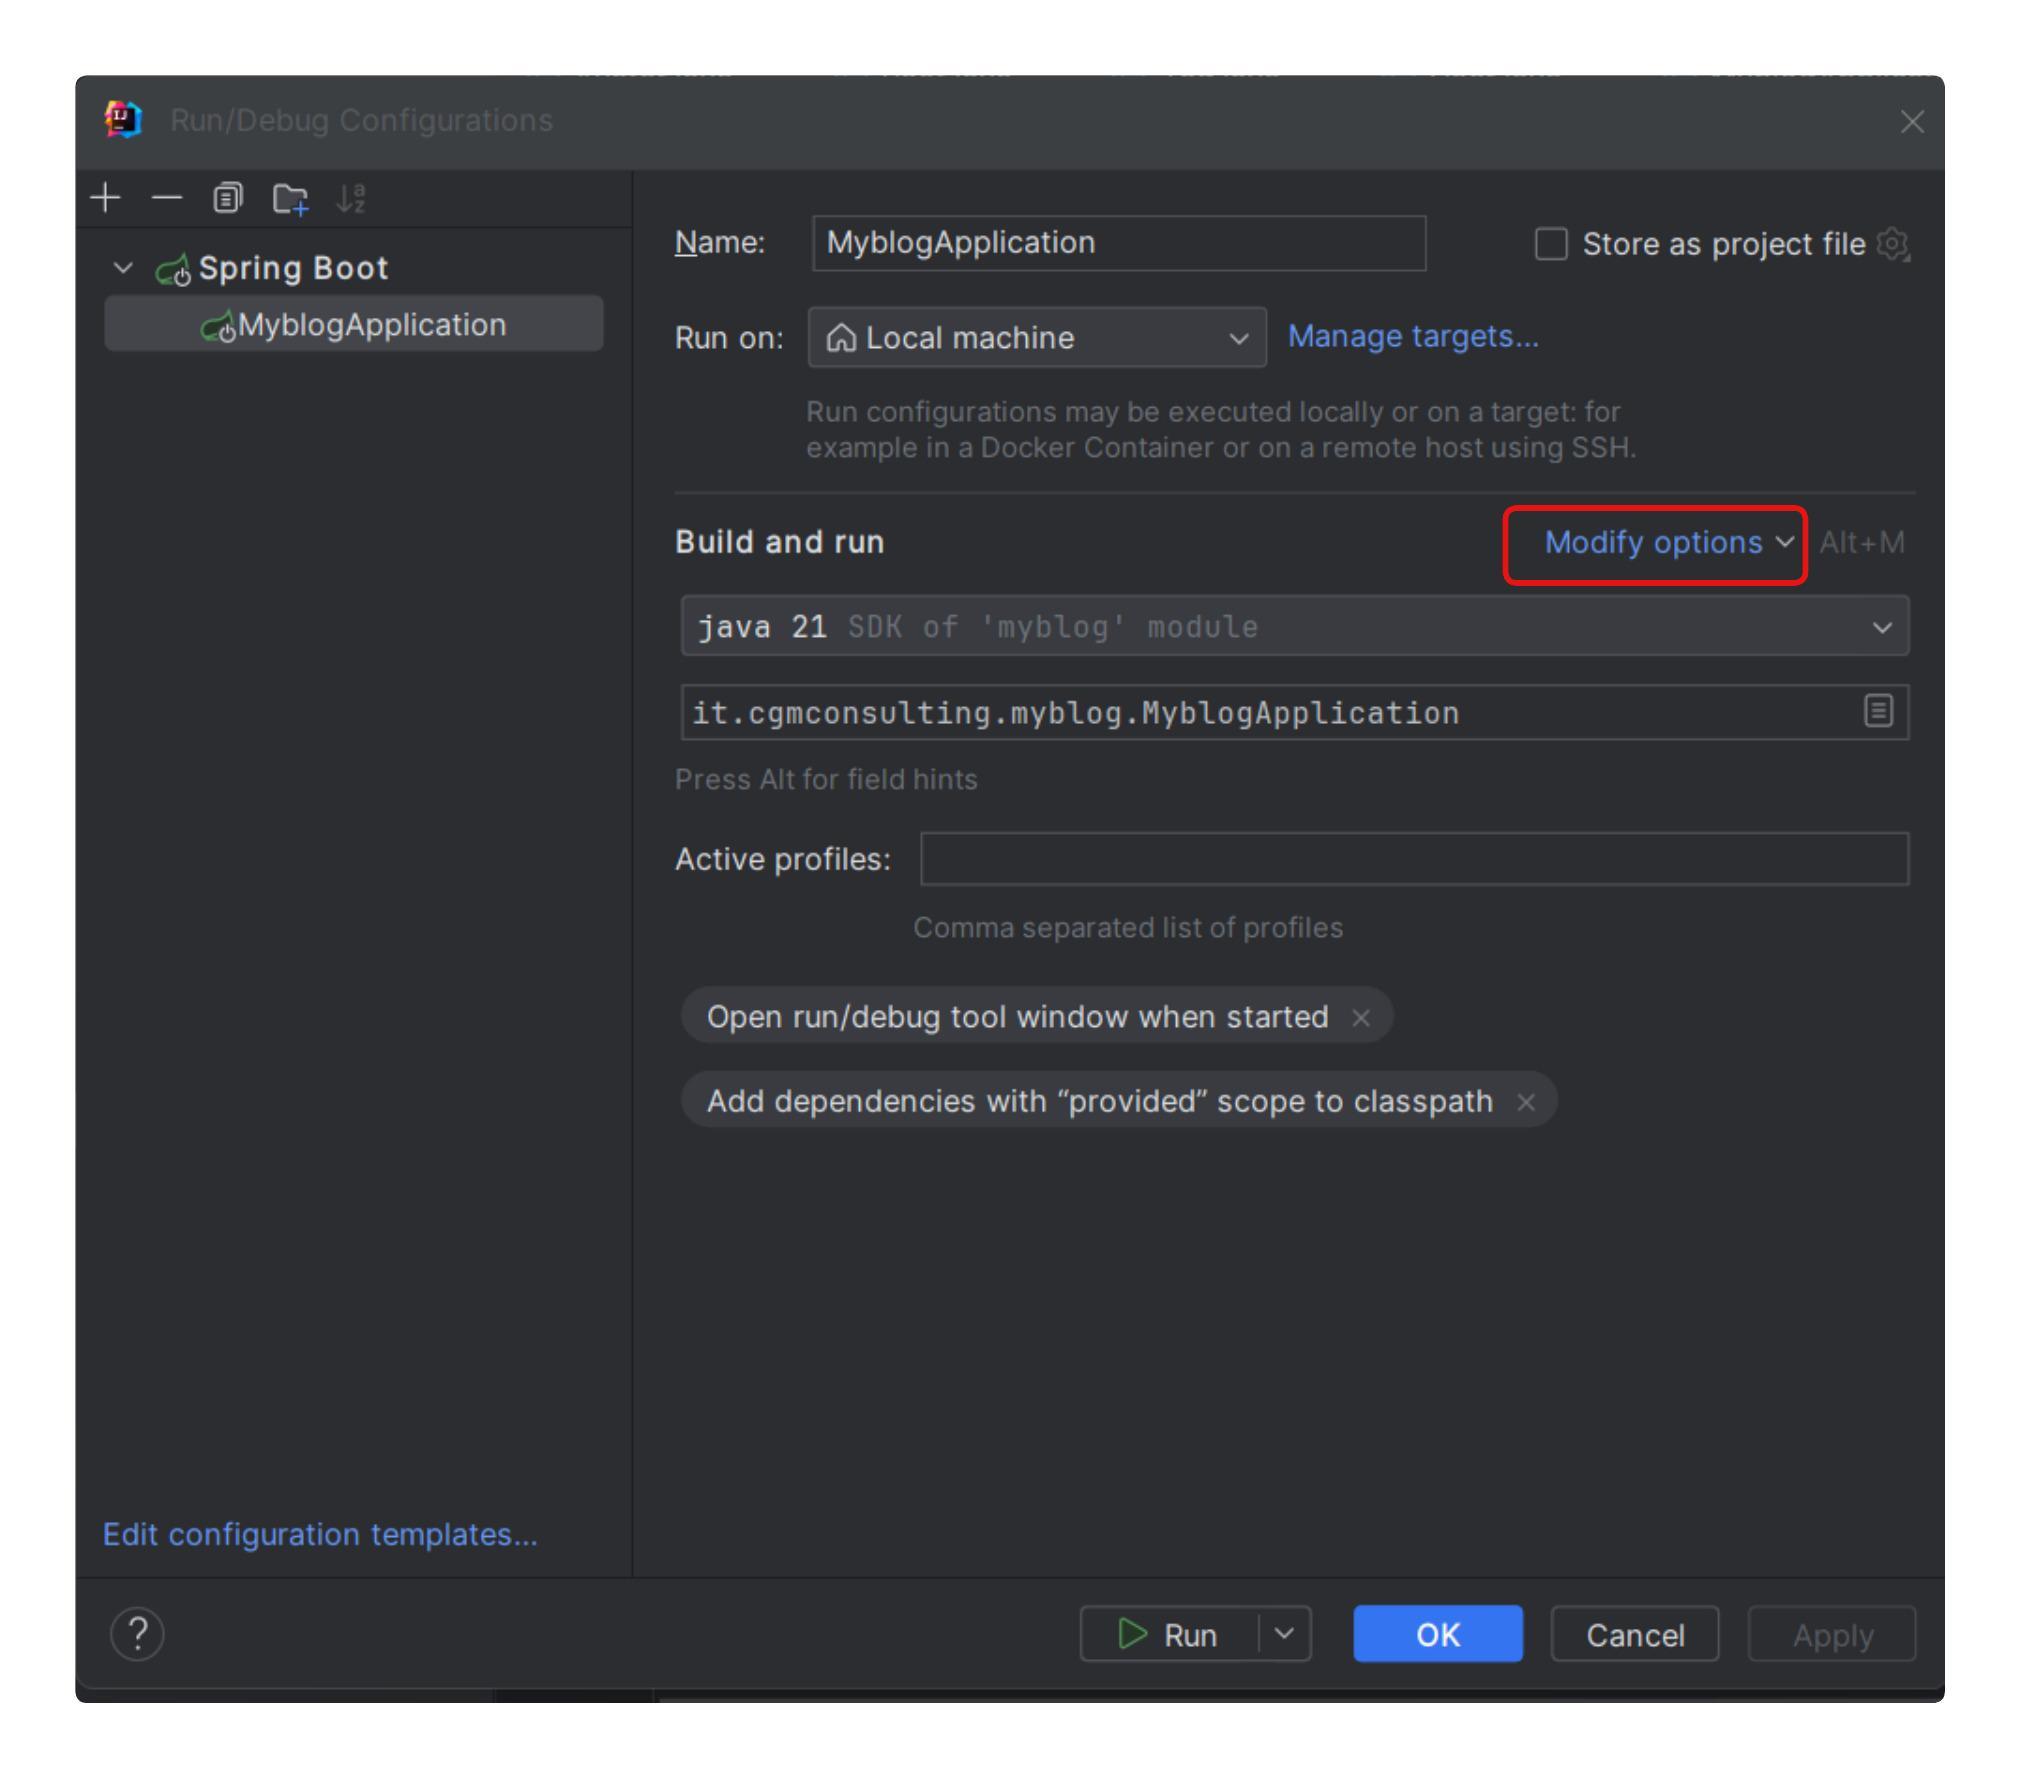 Run/Debug Configurations
Spring Boot
MyblogApplication
Edit configuration templates...
Name: MyblogApplication
Store as project file
Run on: Local machine Manage targets...
Run configurations may be executed locally or on a target: for
example in a Docker Container or on a remote host using SSH.
Build and run Modify options Alt+M
java 21 SDK of 'myblog' module
it.cgmconsulting.myblog.MyblogApplication
Press Alt for field hints
Active profiles:
Comma separated list of profiles
Open run/debug tool window when started
Add dependencies with “provided” scope to classpath
? Run OK Cancel Apply